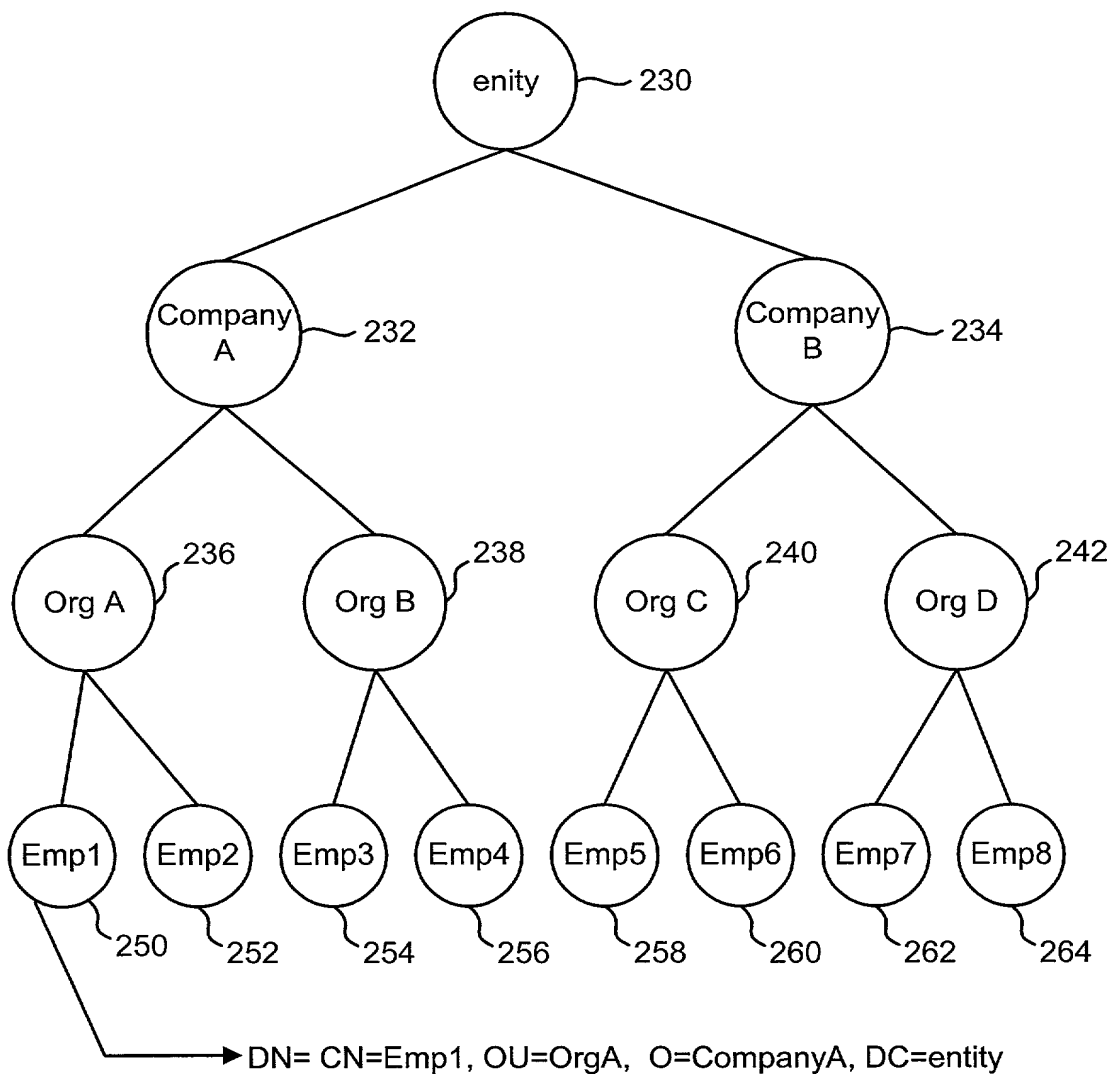 enity
230
Company
A
232
Company
B
234
Org A
236
Org B
238
Org C
240
Org D
242
Emp1
Emp2
Emp3
Emp4
Emp5
Emp6
Emp7
Emp8
250
252
254
256
258
260
262
264
DN= CN=Emp1, OU=OrgA, O=CompanyA, DC=entity